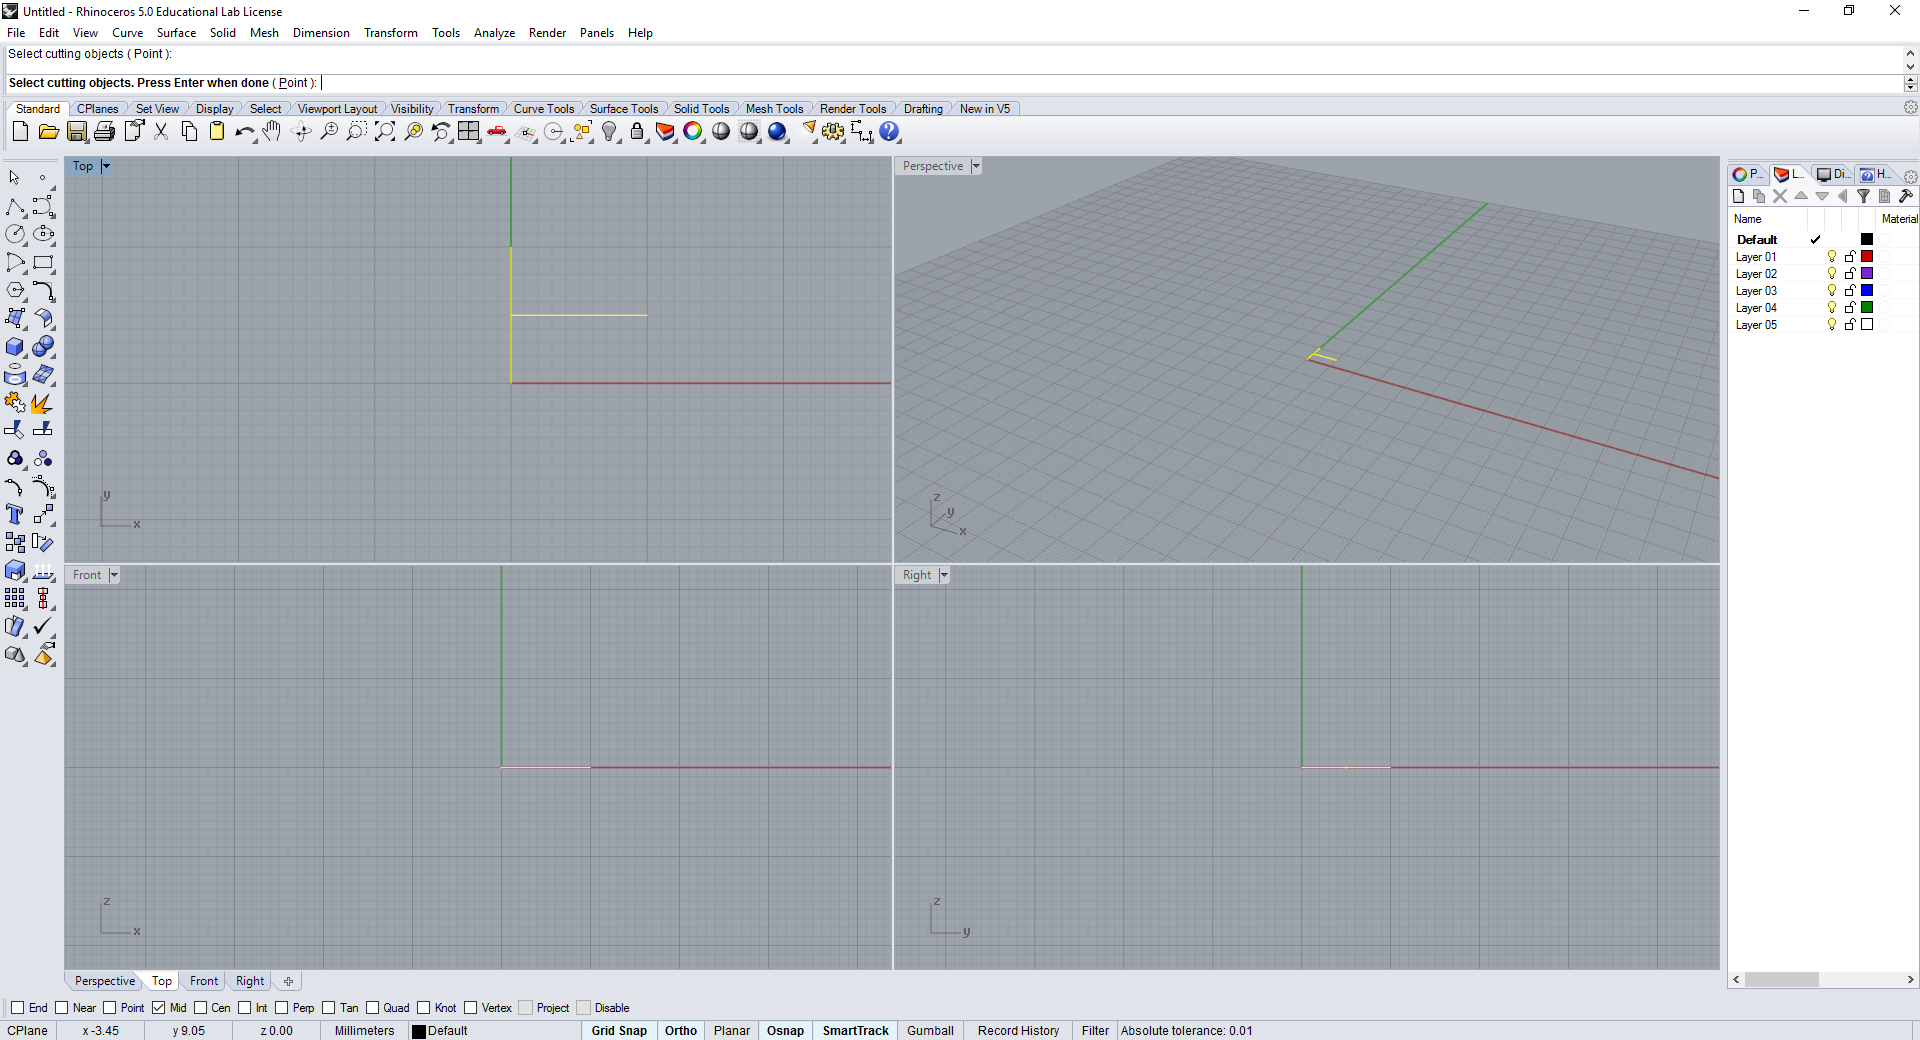 Untitled - Rhinoceros 5.0 Educational Lab License
File Edit View Curve Surface Solid Mesh Dimension Transform Tools Analyze Render Panels Help
Select cutting objects ( Point ):
Select cutting objects. Press Enter when done ( Point ):
Standard CPlanes Set View Display Select Viewport Layout Visibility Transform Curve Tools Surface Tools Solid Tools Mesh Tools Render Tools Drafting New in V5
Top
Perspective
P... L... Di... H...
Name Material
Default
Layer 01
Layer 02
Layer 03
Layer 04
Layer 05
y
x
z
y
x
Front
Right
z
x
z
y
Perspective Top Front Right
End Near Point Mid Cen Int Perp Tan Quad Knot Vertex Project Disable
CPlane x -3.45 y 9.05 z 0.00 Millimeters Default Grid Snap Ortho Planar Osnap SmartTrack Gumball Record History Filter Absolute tolerance: 0.01